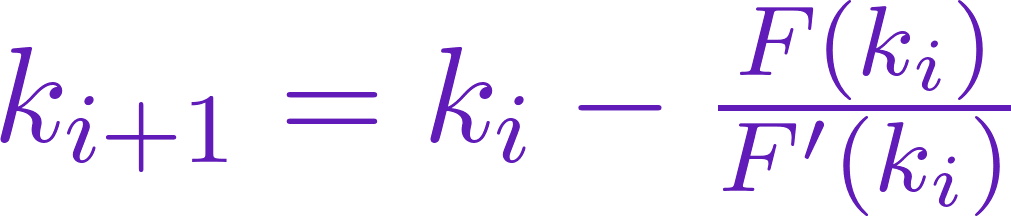 k_{i+1} = k_i - \frac{F(k_i)}{F'(k_i)}